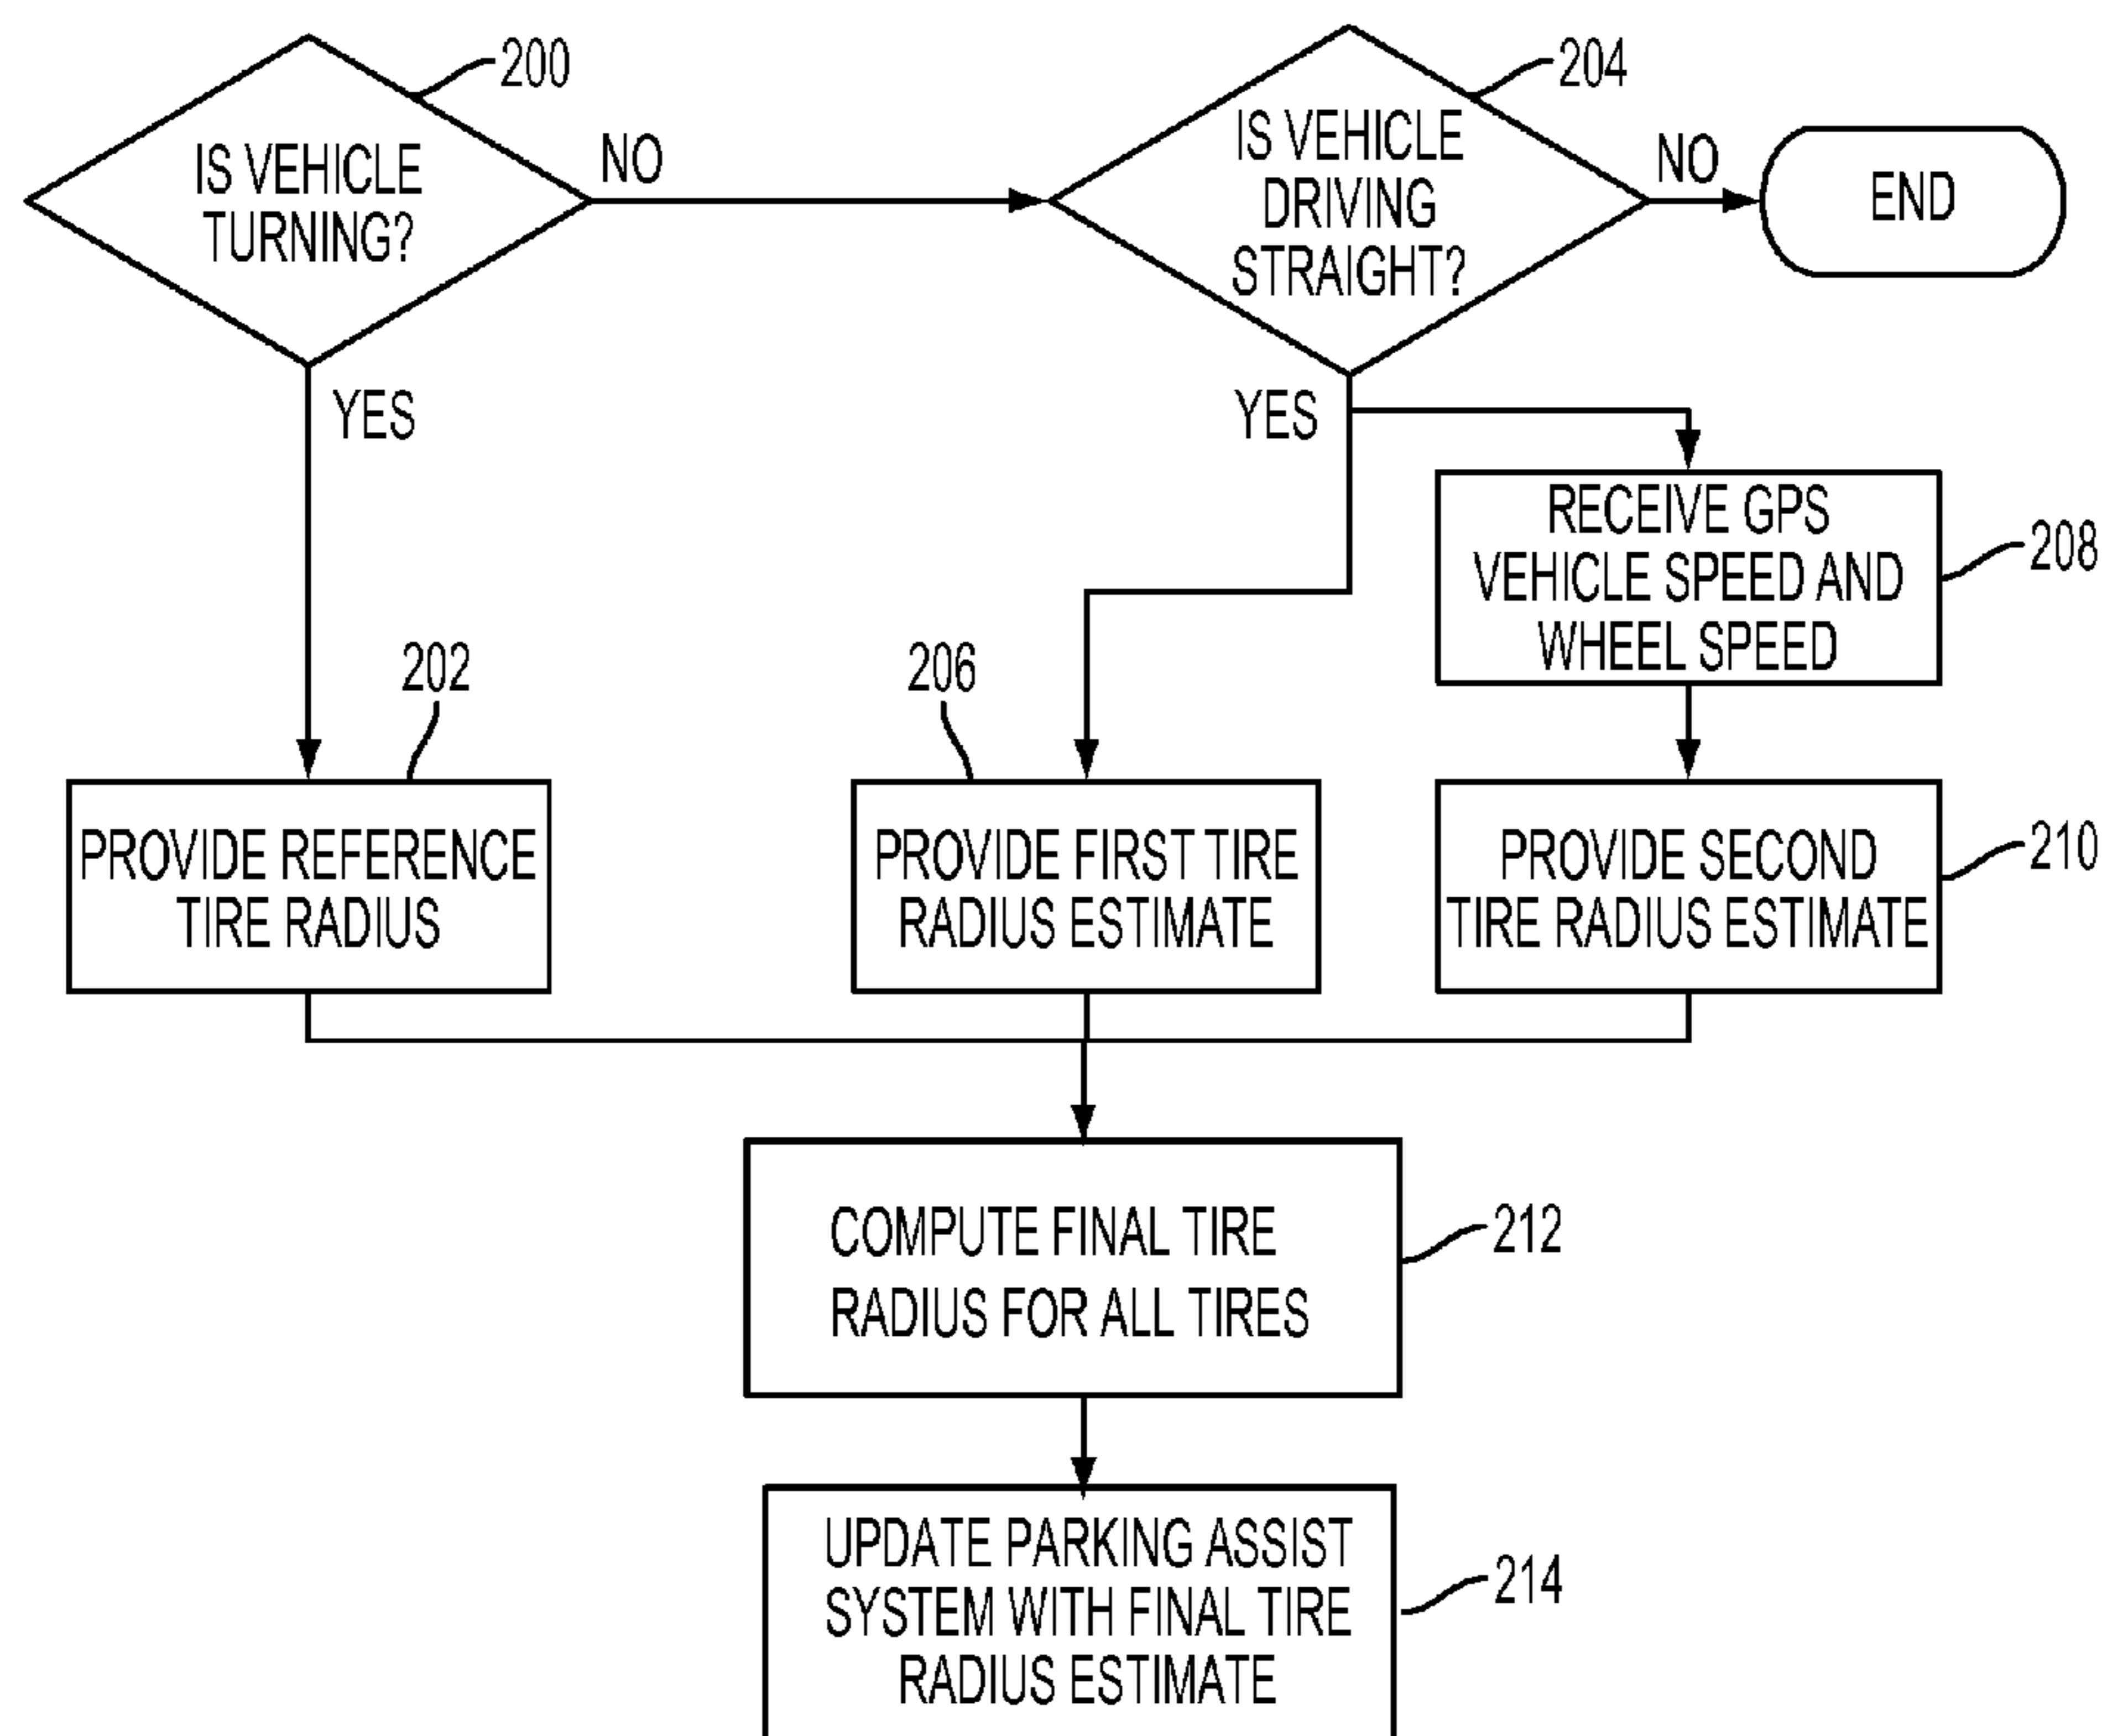 200
IS VEHICLE
TURNING?
NO
YES
204
IS VEHICLE
DRIVING
STRAIGHT?
NO
END
YES
RECEIVE GPS
VEHICLE SPEED AND
WHEEL SPEED
208
202
PROVIDE REFERENCE
TIRE RADIUS
206
PROVIDE FIRST TIRE
RADIUS ESTIMATE
PROVIDE SECOND
TIRE RADIUS ESTIMATE
210
COMPUTE FINAL TIRE
RADIUS FOR ALL TIRES
212
UPDATE PARKING ASSIST
SYSTEM WITH FINAL TIRE
RADIUS ESTIMATE
214